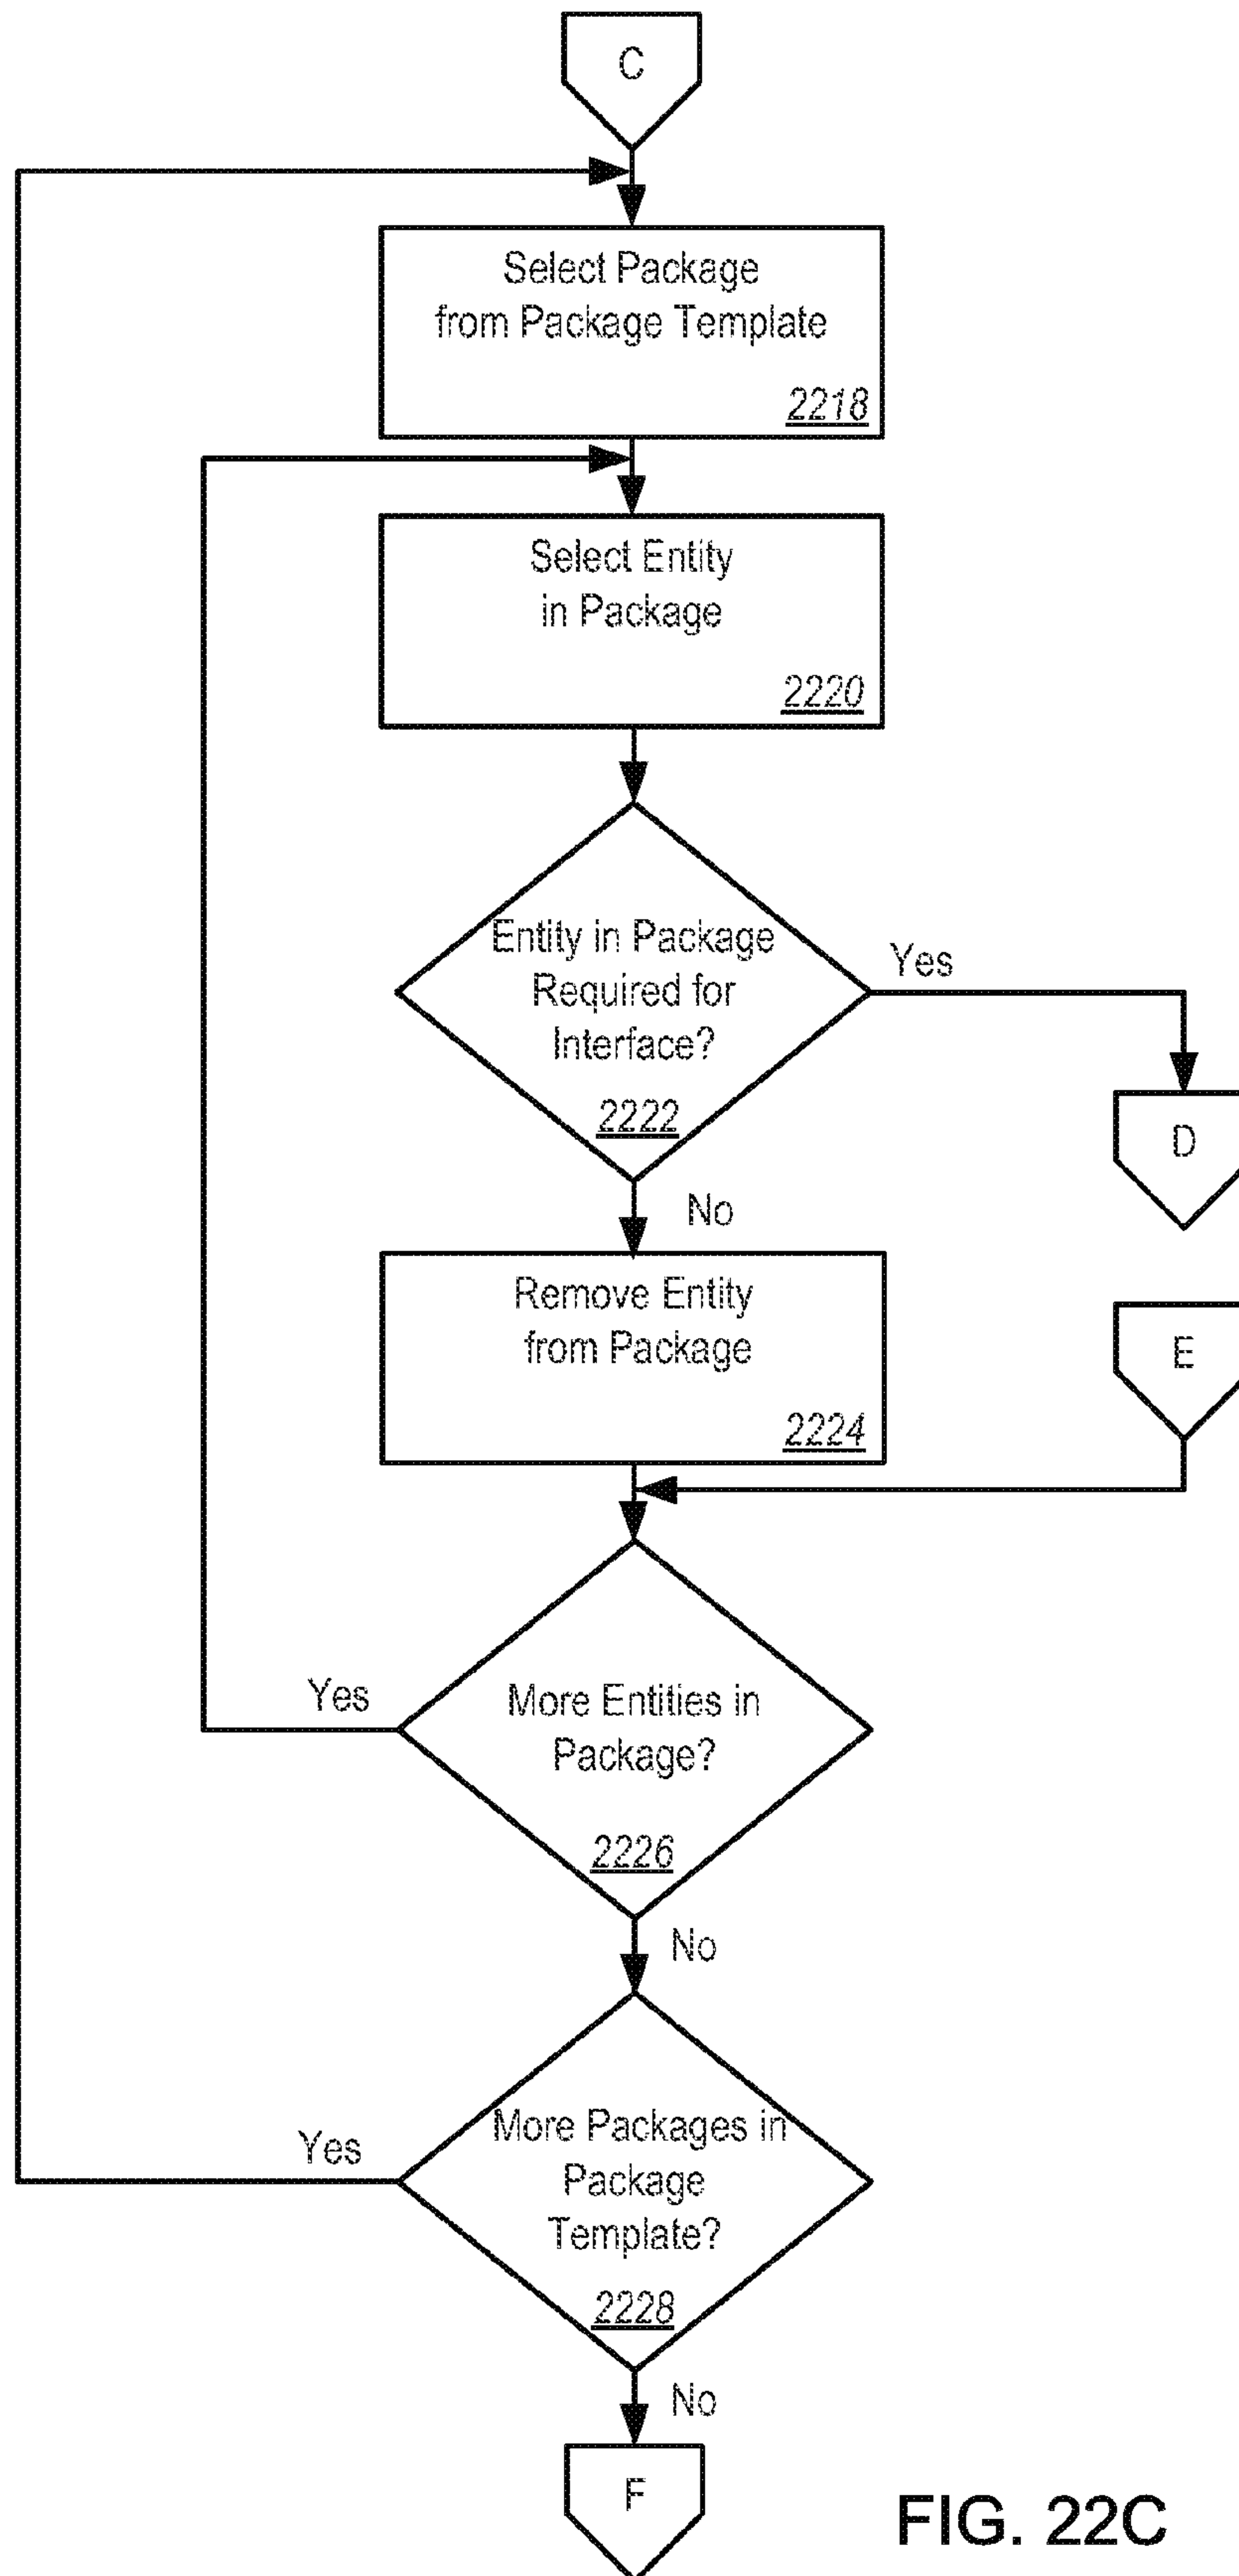 C
Select Package
from Package Template
2218
Select Entity
in Package
2220
Entity in Package
Required for
Interface?
2222
Yes
D
No
Remove Entity
from Package
2224
E
Yes
More Entities in
Package?
2226
No
Yes
More Packages in
Package
Template?
2228
No
F
FIG. 22C